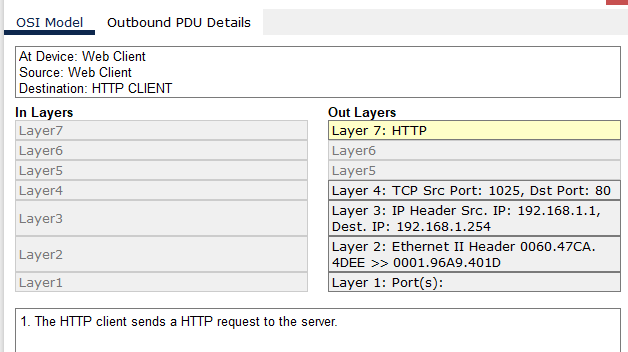 OSI Model
Outbound PDU Details
At Device: Web Client
Source: Web Client
Destination: HTTP CLIENT
In Layers
Layer7
Layer6
Layer5
Layer4
Layer3
Layer2
Layer1
Out Layers
Layer 7: HTTP
Layer6
Layer5
Layer 4: TCP Src Port: 1025, Dst Port: 80
Layer 3: IP Header Src. IP: 192.168.1.1,
Dest. IP: 192.168.1.254
Layer 2: Ethernet II Header 0060.47CA.
4DEE >> 0001.96A9.401D
Layer 1: Port(s):
1. The HTTP client sends a HTTP request to the server.